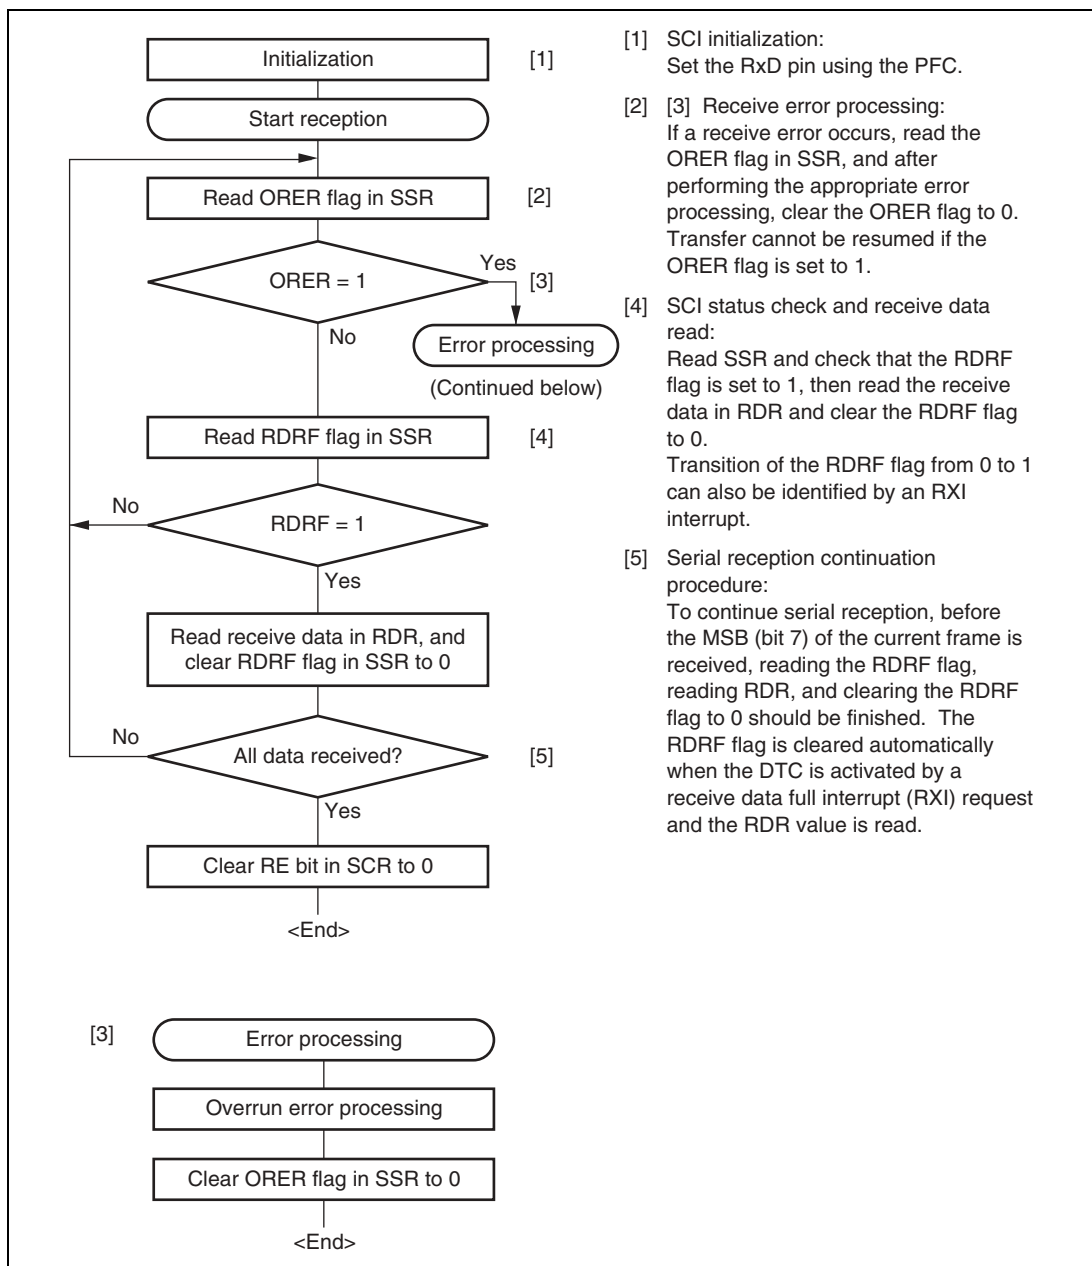 Initialization [1]
Start reception
Read ORER flag in SSR [2]
ORER = 1
Yes
[3]
No
Error processing
(Continued below)
Read RDRF flag in SSR [4]
No
RDRF = 1
Yes
Read receive data in RDR, and
clear RDRF flag in SSR to 0
No
All data received? [5]
Yes
Clear RE bit in SCR to 0
<End>
[3] Error processing
Overrun error processing
Clear ORER flag in SSR to 0
<End>
[1] SCI initialization:
Set the RxD pin using the PFC.
[2] [3] Receive error processing:
If a receive error occurs, read the
ORER flag in SSR, and after
performing the appropriate error
processing, clear the ORER flag to 0.
Transfer cannot be resumed if the
ORER flag is set to 1.
[4] SCI status check and receive data
read:
Read SSR and check that the RDRF
flag is set to 1, then read the receive
data in RDR and clear the RDRF flag
to 0.
Transition of the RDRF flag from 0 to 1
can also be identified by an RXI
interrupt.
[5] Serial reception continuation
procedure:
To continue serial reception, before
the MSB (bit 7) of the current frame is
received, reading the RDRF flag,
reading RDR, and clearing the RDRF
flag to 0 should be finished. The
RDRF flag is cleared automatically
when the DTC is activated by a
receive data full interrupt (RXI) request
and the RDR value is read.